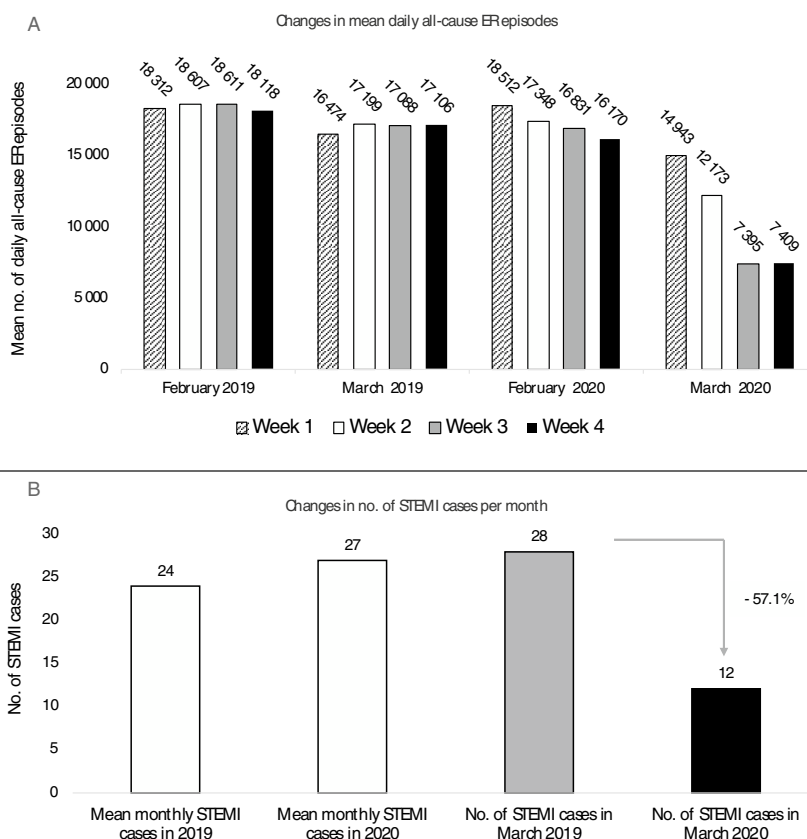 A
Changes in mean daily all-cause ER episodes
Mean no. of daily all-cause ER episodes
20 000
15 000
10 000
5 000
0
18 312
18 607
18 611
18 118
16 474
17 199
17 088
17 106
18 512
17 348
16 831
16 170
14 943
12 173
7 395
7 409
February 2019
March 2019
February 2020
March 2020
Week 1
Week 2
Week 3
Week 4
B
Changes in no. of STEMI cases per month
No. of STEMI cases
30
25
20
15
10
5
0
24
27
28
- 57.1%
12
Mean monthly STEMI
cases in 2019
Mean monthly STEMI
cases in 2020
No. of STEMI cases in
March 2019
No. of STEMI cases in
March 2020